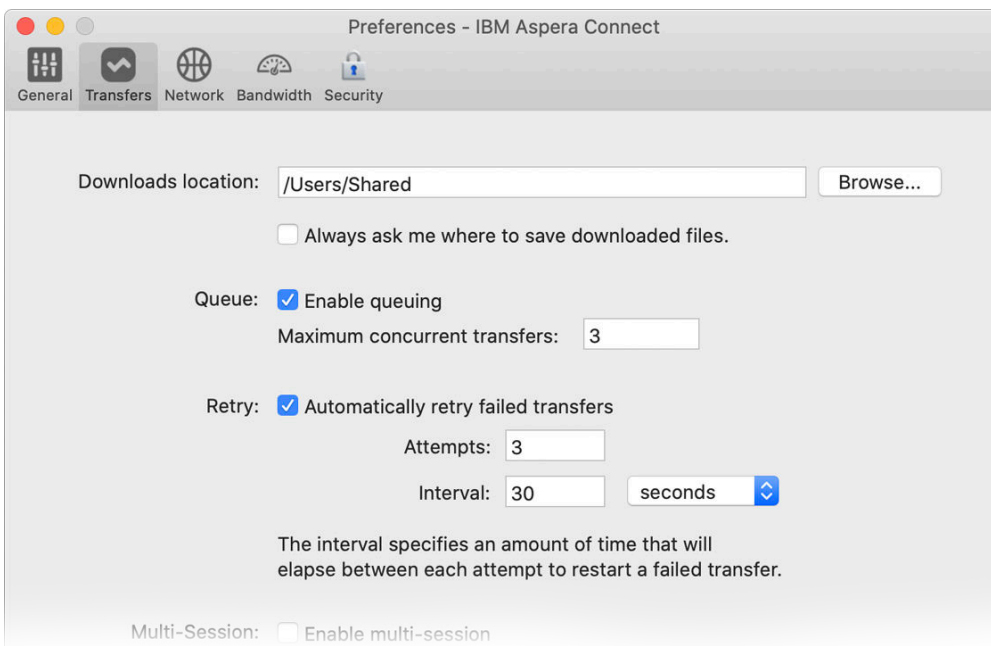 Preferences - IBM Aspera Connect
General Transfers Network Bandwidth Security
Downloads location: /Users/Shared Browse...
Always ask me where to save downloaded files.
Queue: Enable queuing
Maximum concurrent transfers: 3
Retry: Automatically retry failed transfers
Attempts: 3
Interval: 30 seconds
The interval specifies an amount of time that will
elapse between each attempt to restart a failed transfer.
Multi-Session: Enable multi-session